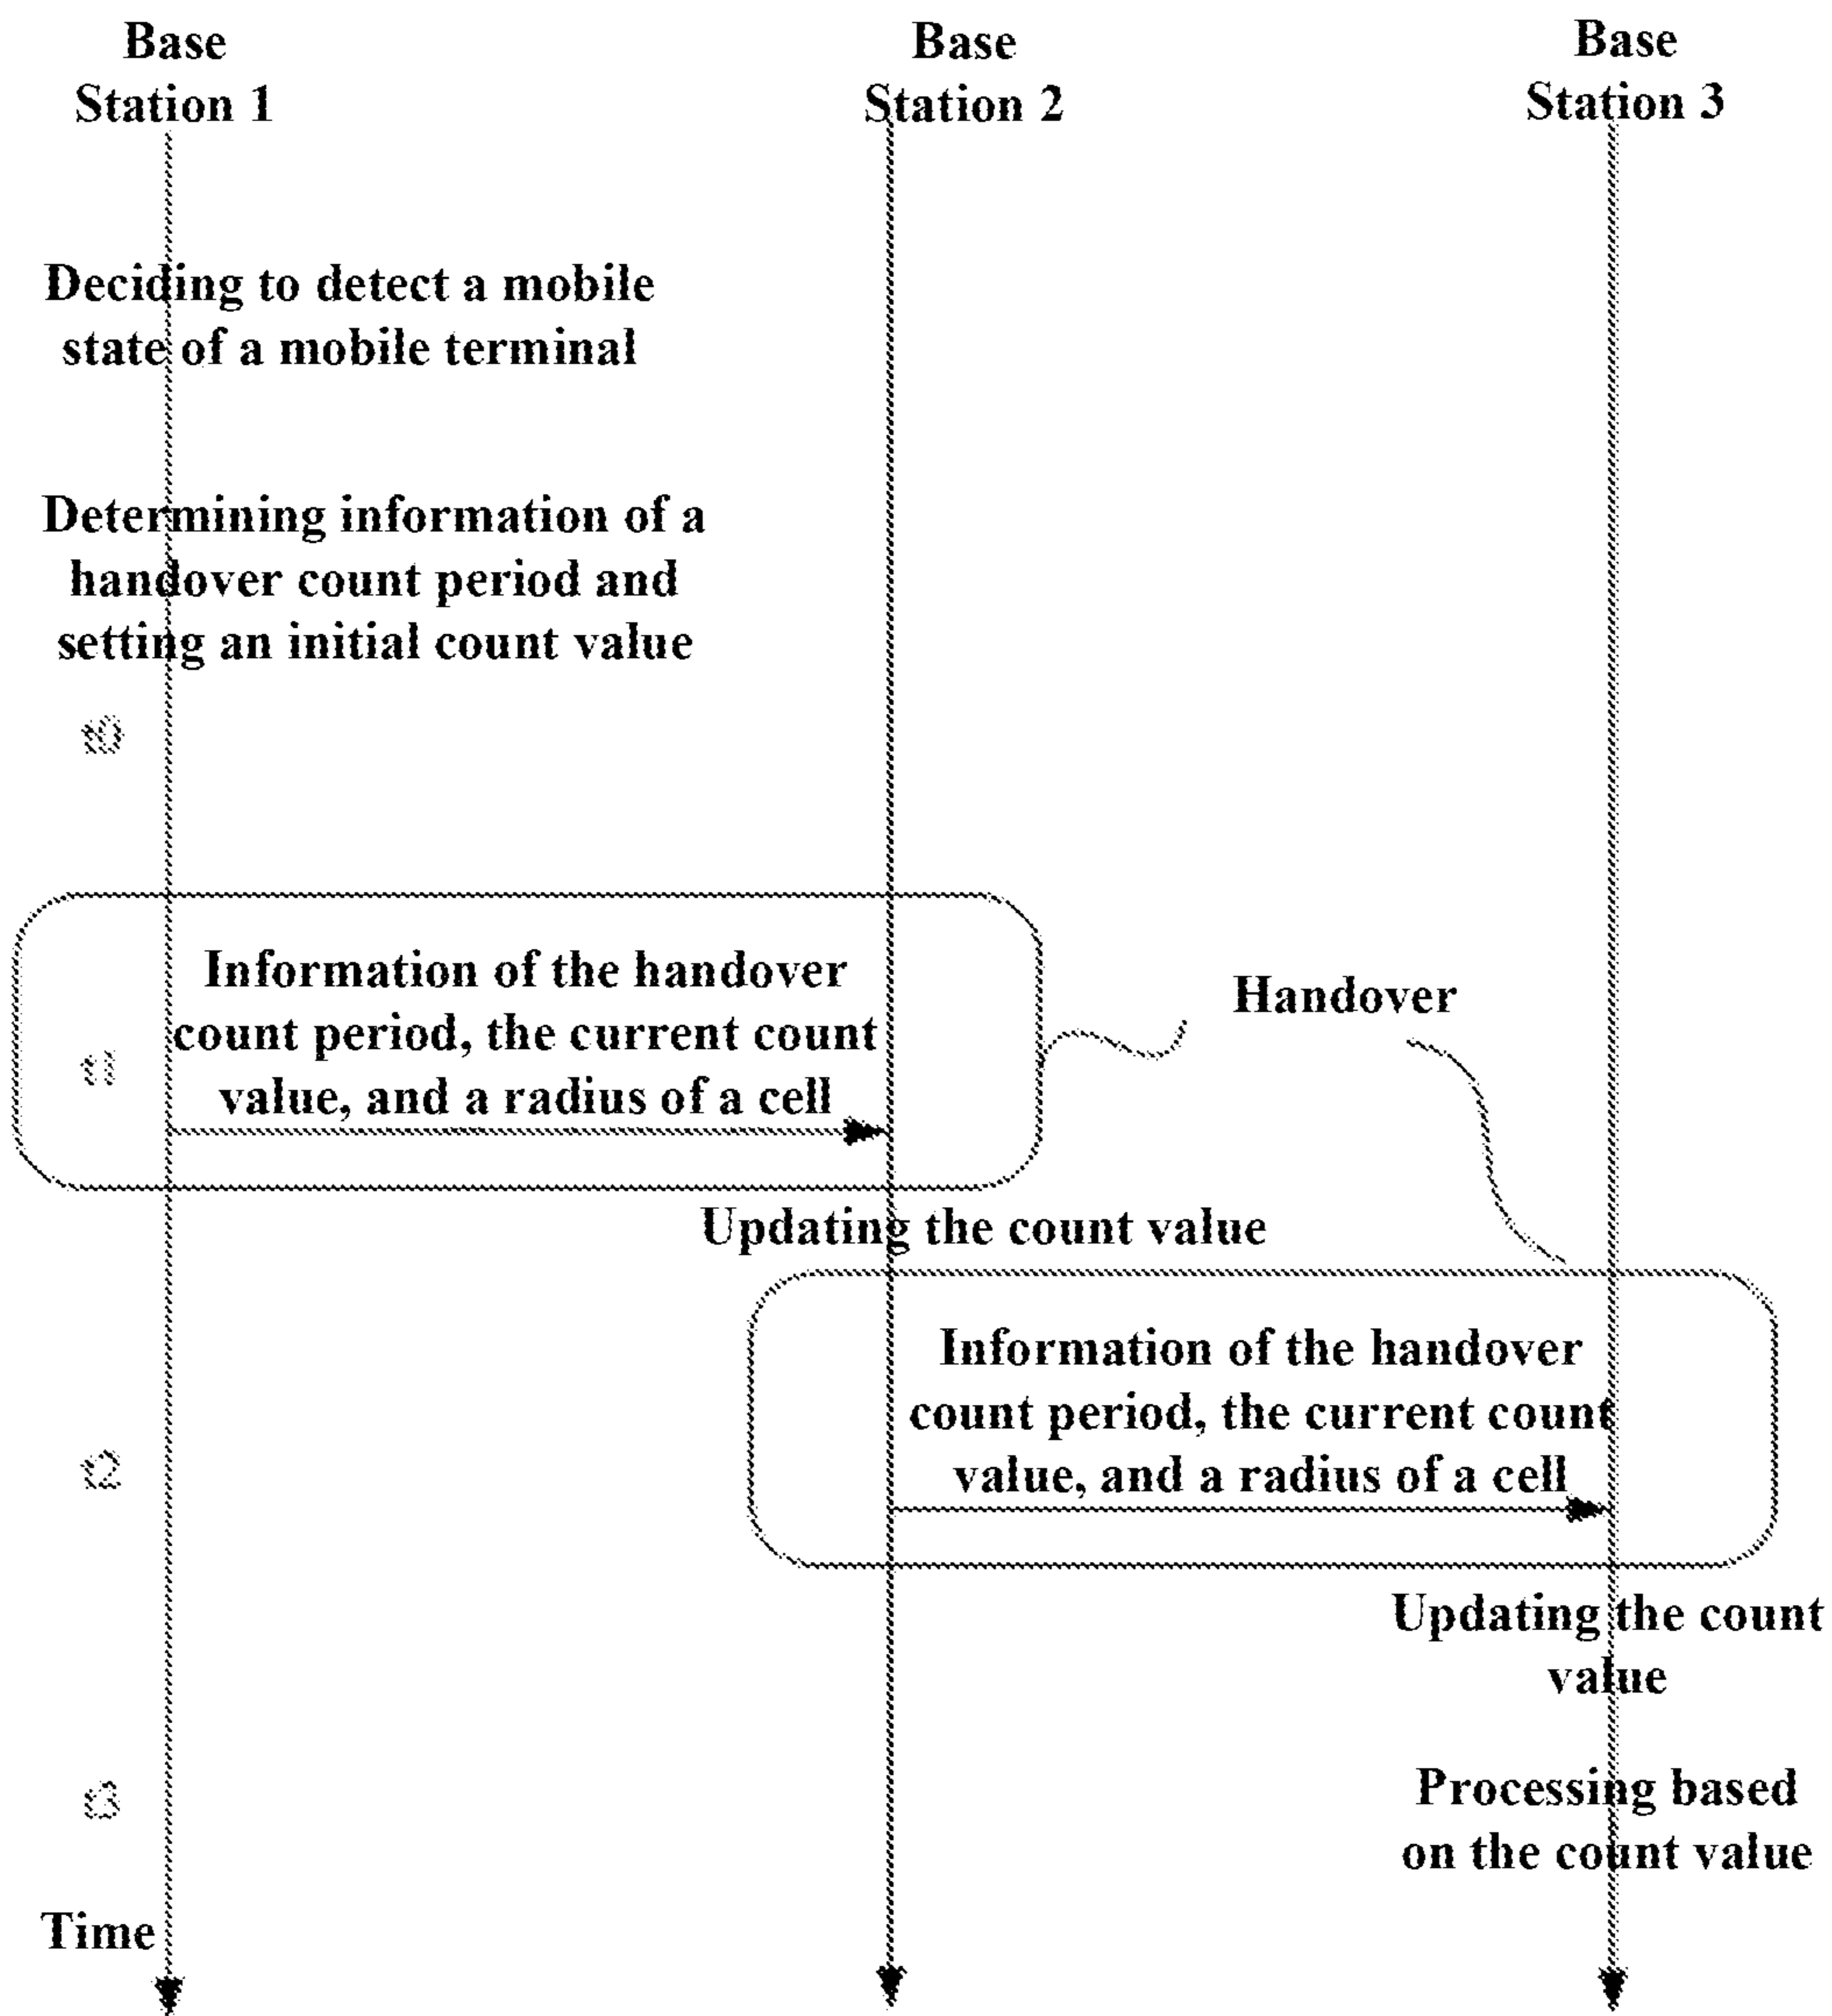 Base
Station 1
Base
Station 2
Base
Station 3
Deciding to detect a mobile
state of a mobile terminal
Determining information of a
handover count period and
setting an initial count value
t0
Information of the handover
count period, the current count
value, and a radius of a cell
t1
Handover
Updating the count value
Information of the handover
count period, the current count
value, and a radius of a cell
t2
Updating the count
value
t3
Processing based
on the count value
Time